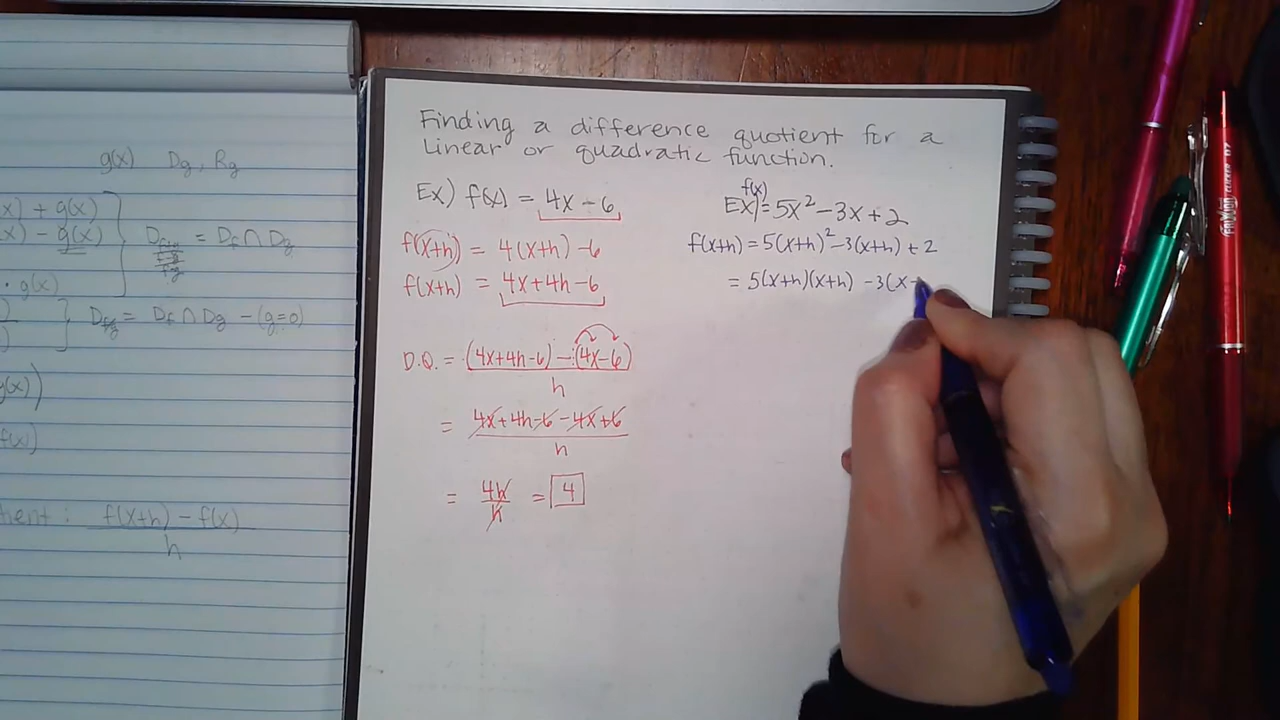 g(x) Dg, Rg
x) + g(x)
x) - g(x)
Df+g = Df ∩ Dg
f-g
f·g
· g(x)
Df/g = Df ∩ Dg - (g=0)
g(x))
f(x)
ent: f(x+h) - f(x)
h
Finding a difference quotient for a
linear or quadratic function.
Ex) f(x) = 4x - 6
f(x+h) = 4(x+h) - 6
f(x+h) = 4x+4h-6
D.Q. = (4x+4h-6) - (4x-6)
h
= 4x+4h-6-4x+6
h
= 4h
h
= 4
f(x)
Ex) = 5x² - 3x + 2
f(x+h) = 5(x+h)² - 3(x+h) + 2
= 5(x+h)(x+h) - 3(x